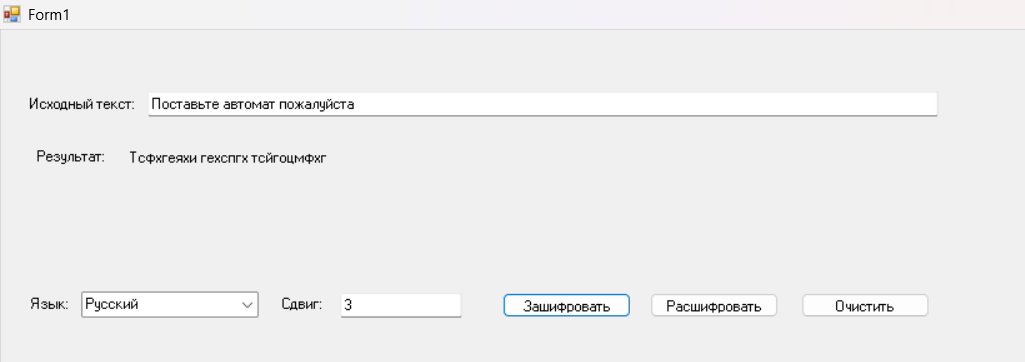 Form1
Исходный текст: Поставьте автомат пожалуйста
Результат: Тсфхгеяхи гехспгх тсйгоцмфхг
Язык: Русский Сдвиг: 3 Зашифровать Расшифровать Очистить